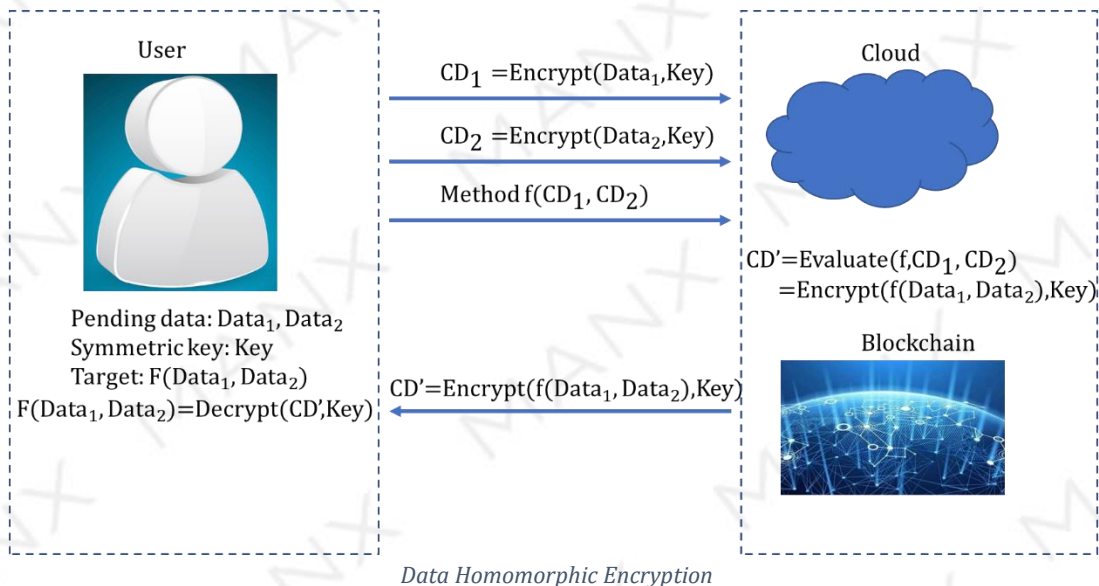 User
Pending data: Data₁, Data₂
Symmetric key: Key
Target: F(Data₁, Data₂)
F(Data₁, Data₂)=Decrypt(CD',Key)
CD₁ =Encrypt(Data₁,Key)
CD₂ =Encrypt(Data₂,Key)
Method f(CD₁, CD₂)
CD’=Encrypt(f(Data₁, Data₂),Key)
Cloud
CD’=Evaluate(f,CD₁, CD₂)
=Encrypt(f(Data₁, Data₂),Key)
Blockchain
Data Homomorphic Encryption
MANX